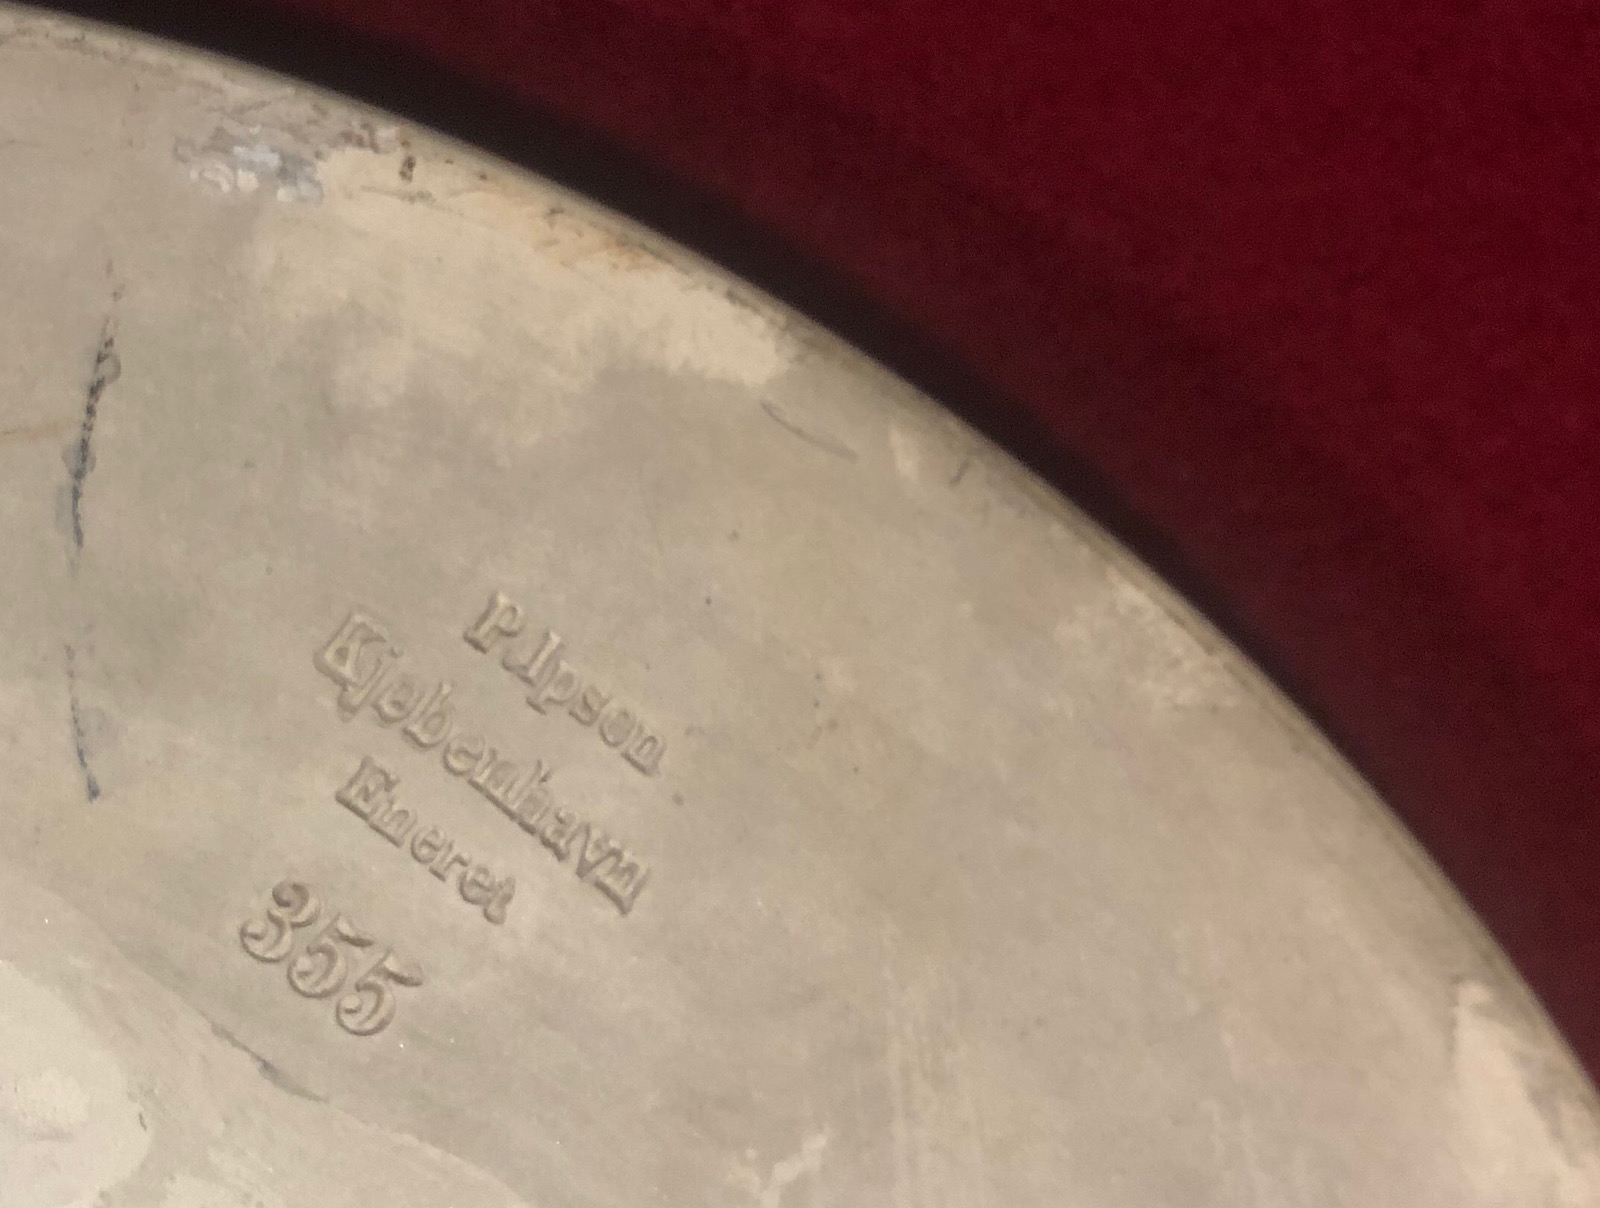 P. Ipsen
Kjøbenhavn
Eneret
355